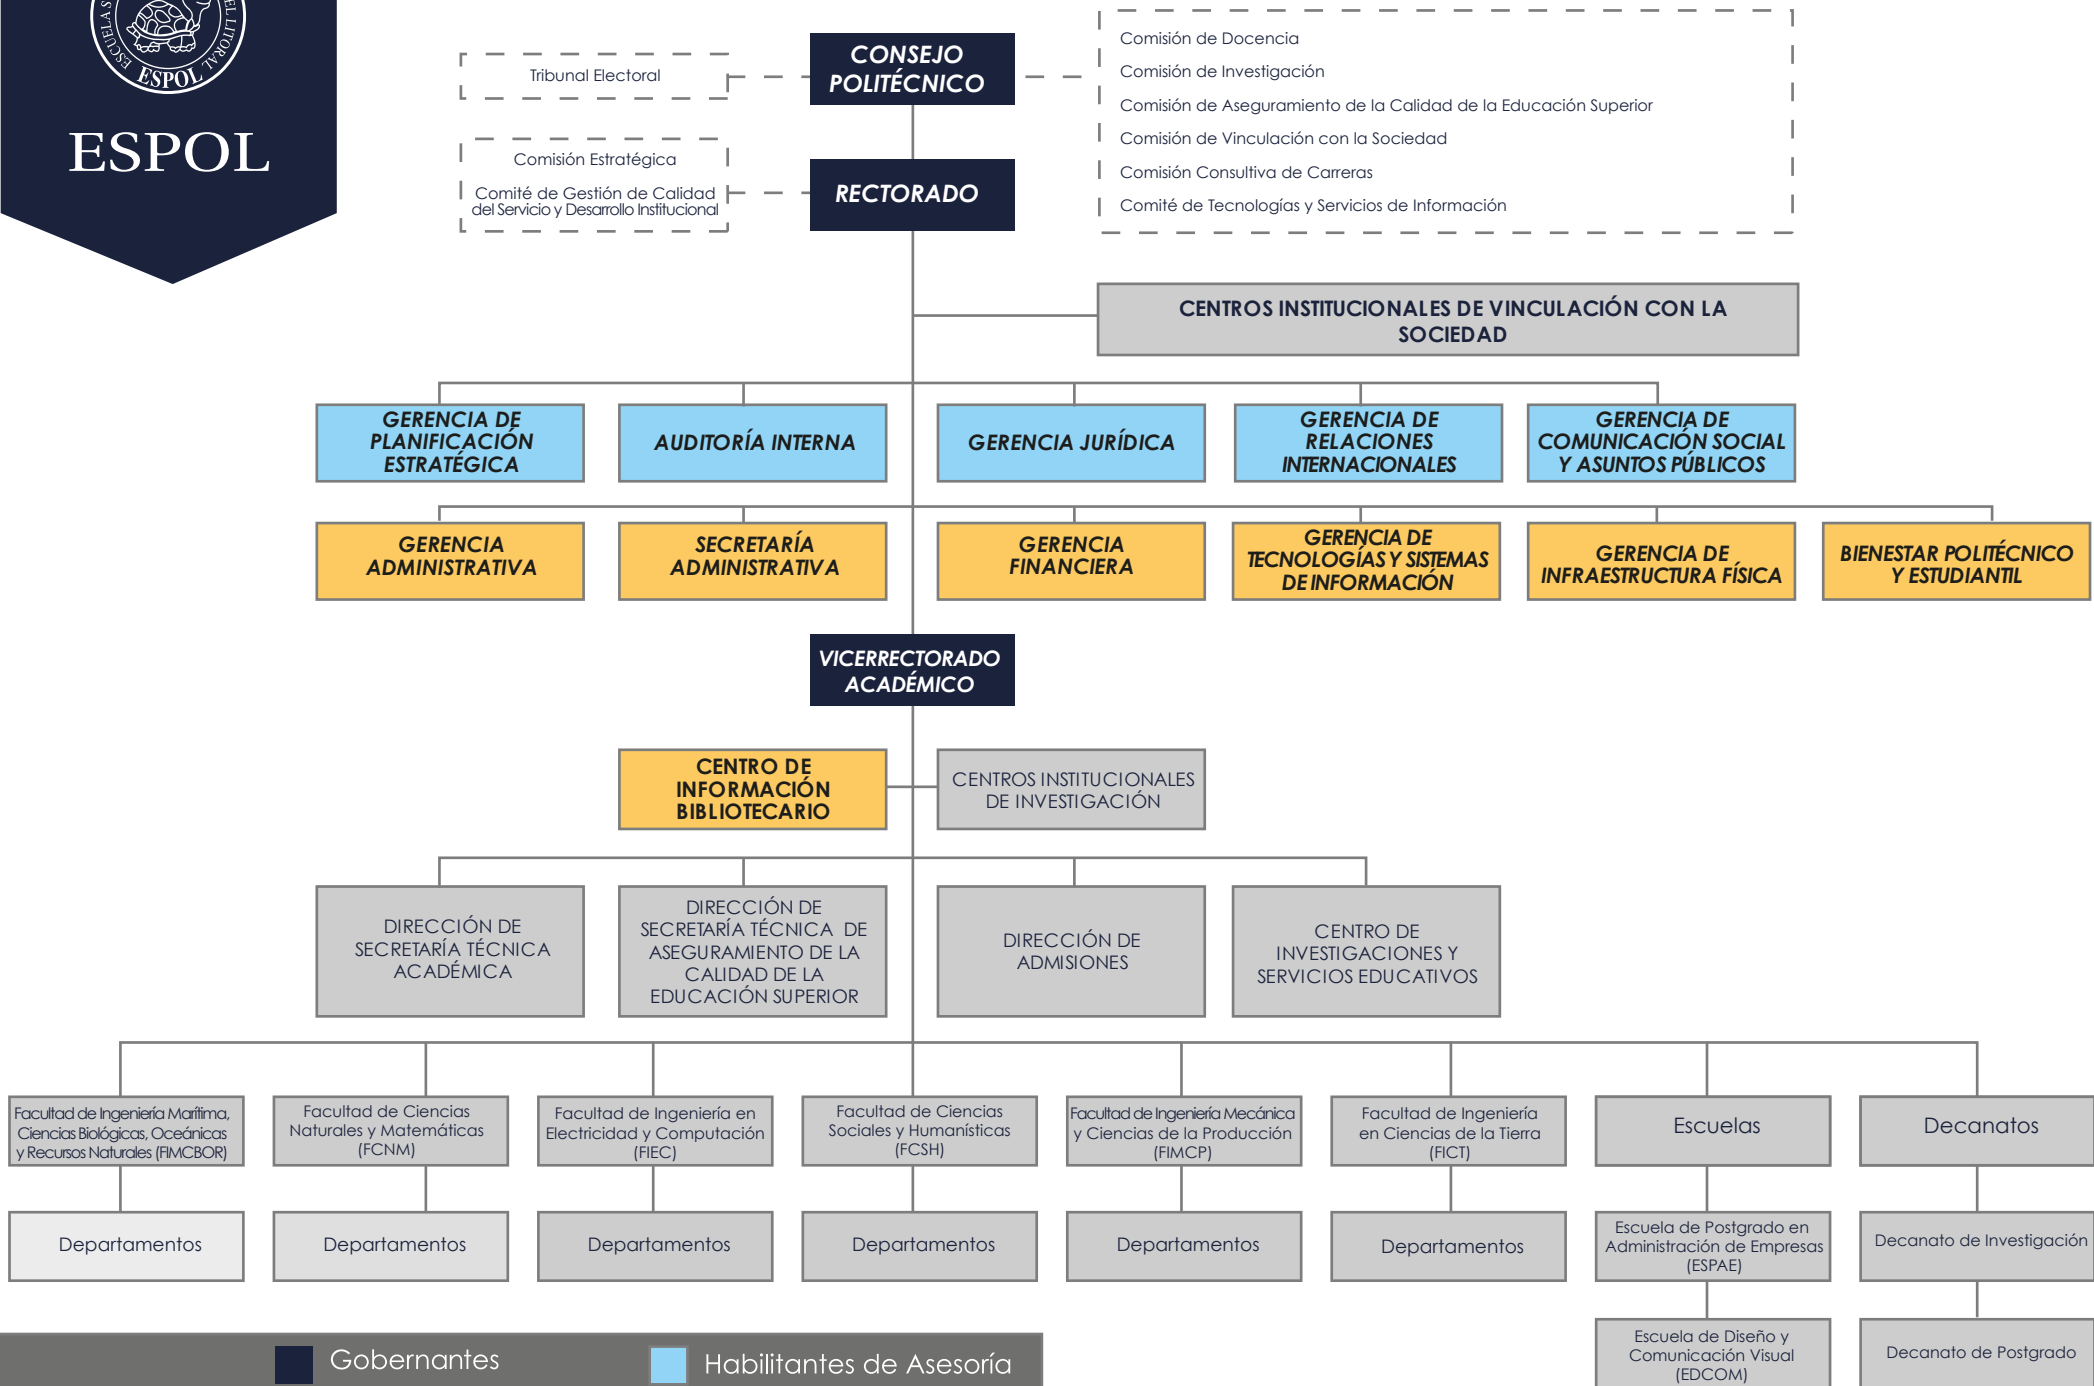 ESCUELA S
EL LITORAL
ESPOL
ESPOL
Tribunal Electoral
CONSEJO
POLITÉCNICO
Comisión de Docencia
Comisión de Investigación
Comisión de Aseguramiento de la Calidad de la Educación Superior
Comisión de Vinculación con la Sociedad
Comisión Consultiva de Carreras
Comité de Tecnologías y Servicios de Información
Comisión Estratégica
Comité de Gestión de Calidad
del Servicio y Desarrollo Institucional
RECTORADO
CENTROS INSTITUCIONALES DE VINCULACIÓN CON LA
SOCIEDAD
GERENCIA DE
PLANIFICACIÓN
ESTRATÉGICA
AUDITORÍA INTERNA
GERENCIA JURÍDICA
GERENCIA DE
RELACIONES
INTERNACIONALES
GERENCIA DE
COMUNICACIÓN SOCIAL
Y ASUNTOS PÚBLICOS
GERENCIA
ADMINISTRATIVA
SECRETARÍA
ADMINISTRATIVA
GERENCIA
FINANCIERA
GERENCIA DE
TECNOLOGÍAS Y SISTEMAS
DE INFORMACIÓN
GERENCIA DE
INFRAESTRUCTURA FÍSICA
BIENESTAR POLITÉCNICO
Y ESTUDIANTIL
VICERRECTORADO
ACADÉMICO
CENTRO DE
INFORMACIÓN
BIBLIOTECARIO
CENTROS INSTITUCIONALES
DE INVESTIGACIÓN
DIRECCIÓN DE
SECRETARÍA TÉCNICA
ACADÉMICA
DIRECCIÓN DE
SECRETARÍA TÉCNICA DE
ASEGURAMIENTO DE LA
CALIDAD DE LA
EDUCACIÓN SUPERIOR
DIRECCIÓN DE
ADMISIONES
CENTRO DE
INVESTIGACIONES Y
SERVICIOS EDUCATIVOS
Facultad de Ingeniería Marítima,
Ciencias Biológicas, Oceánicas
y Recursos Naturales (FIMCBOR)
Facultad de Ciencias
Naturales y Matemáticas
(FCNM)
Facultad de Ingeniería en
Electricidad y Computación
(FIEC)
Facultad de Ciencias
Sociales y Humanísticas
(FCSH)
Facultad de Ingeniería Mecánica
y Ciencias de la Producción
(FIMCP)
Facultad de Ingeniería
en Ciencias de la Tierra
(FICT)
Escuelas
Decanatos
Departamentos
Departamentos
Departamentos
Departamentos
Departamentos
Departamentos
Escuela de Postgrado en
Administración de Empresas
(ESPAE)
Decanato de Investigación
Escuela de Diseño y
Comunicación Visual
(EDCOM)
Decanato de Postgrado
Gobernantes
Habilitantes de Asesoría